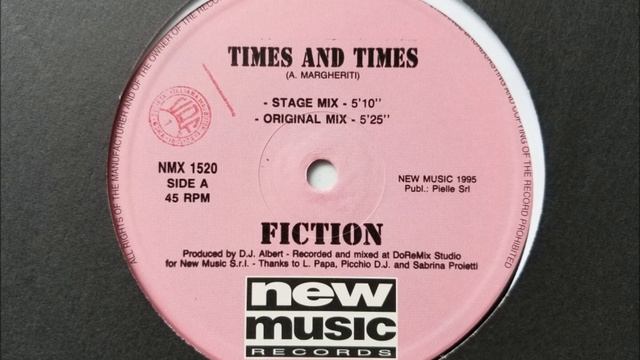 TIMES AND TIMES
(A. MARGHERITI)
- STAGE MIX - 5'10"
- ORIGINAL MIX - 5'25"
NMX 1520
SIDE A
45 RPM
NEW MUSIC 1995
Publ.: Pielle Srl
FICTION
Produced by D.J. Albert - Recorded and mixed at DoReMix Studio
for New Music S.r.l. - Thanks to L. Papa, Picchio D.J. and Sabrina Proietti
new
music
RECORDS
ALL RIGHTS OF THE MANUFACTURER AND OF THE OWNER OF THE
COPYING OF THE RECORD PROHIBITED